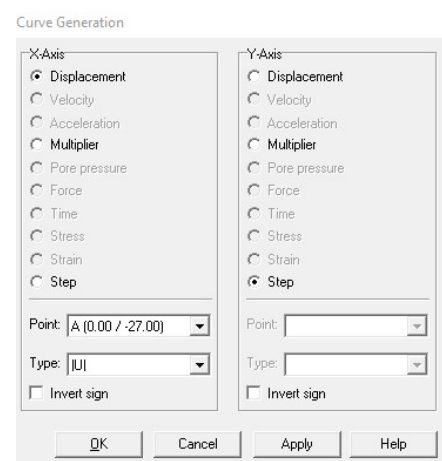 Curve Generation
X-Axis
Displacement
Velocity
Acceleration
Multiplier
Pore pressure
Force
Time
Stress
Strain
Step
Point: A (0.00 / -27.00)
Type: |U|
Invert sign
Y-Axis
Displacement
Velocity
Acceleration
Multiplier
Pore pressure
Force
Time
Stress
Strain
Step
Point:
Type:
Invert sign
OK Cancel Apply Help